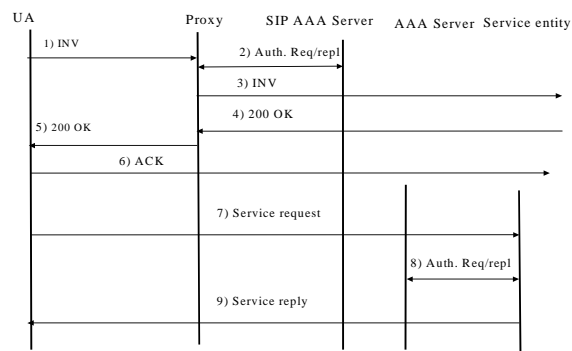 UA Proxy SIP AAA Server AAA Server Service entity
1) INV
2) Auth. Req/repl
3) INV
4) 200 OK
5) 200 OK
6) ACK
7) Service request
8) Auth. Req/repl
9) Service reply